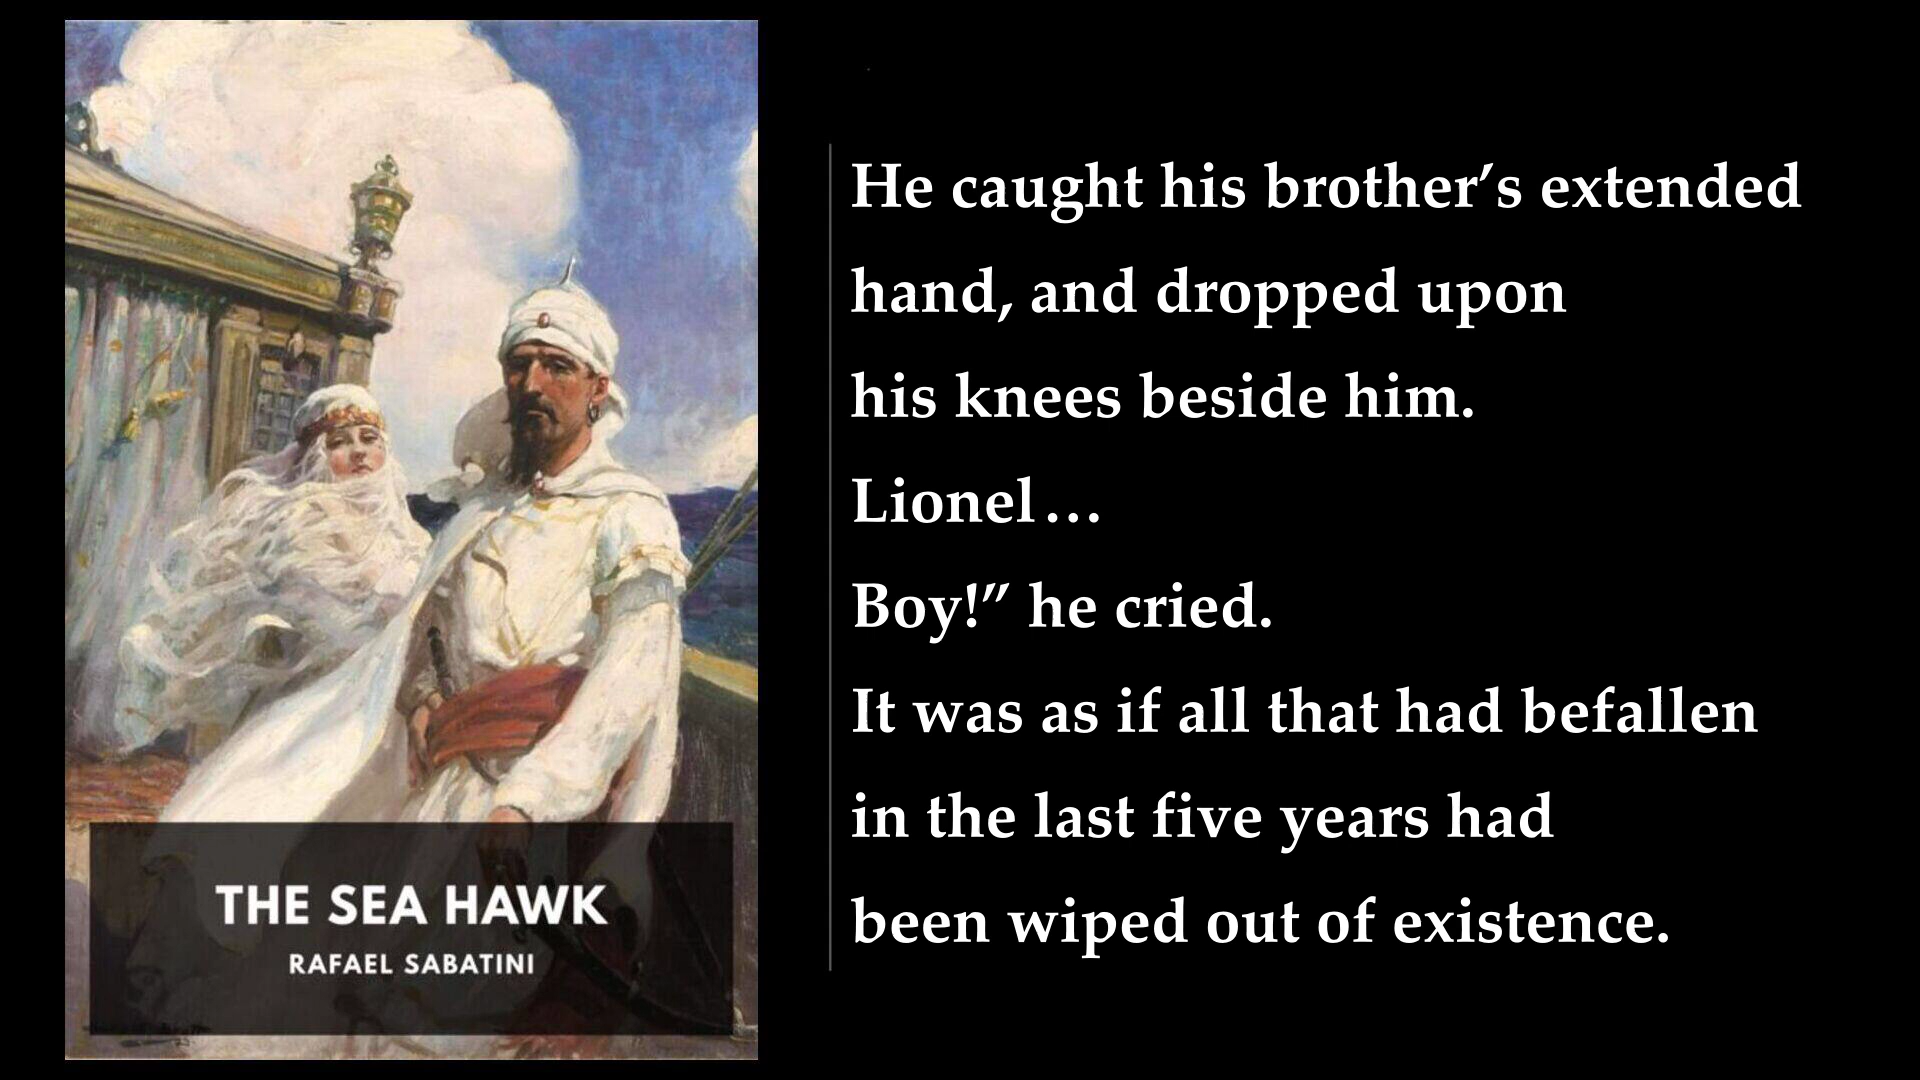 He caught his brother’s extended
hand, and dropped upon
his knees beside him.
Lionel…
Boy!” he cried.
It was as if all that had befallen
in the last five years had
been wiped out of existence.
THE SEA HAWK
RAFAEL SABATINI